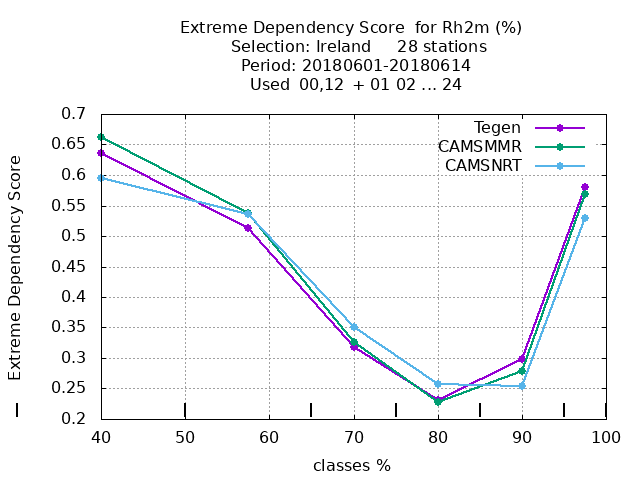 Extreme Dependency Score  for Rh2m (%)
Selection: Ireland     28 stations
Period: 20180601-20180614
Used  00,12  + 01 02 ... 24
0.7
0.65
0.6
0.55
0.5
0.45
0.4
0.35
0.3
0.25
0.2
Extreme Dependency Score
Tegen
CAMSMMR
CAMSNRT
40 50 60 70 80 90 100
classes %